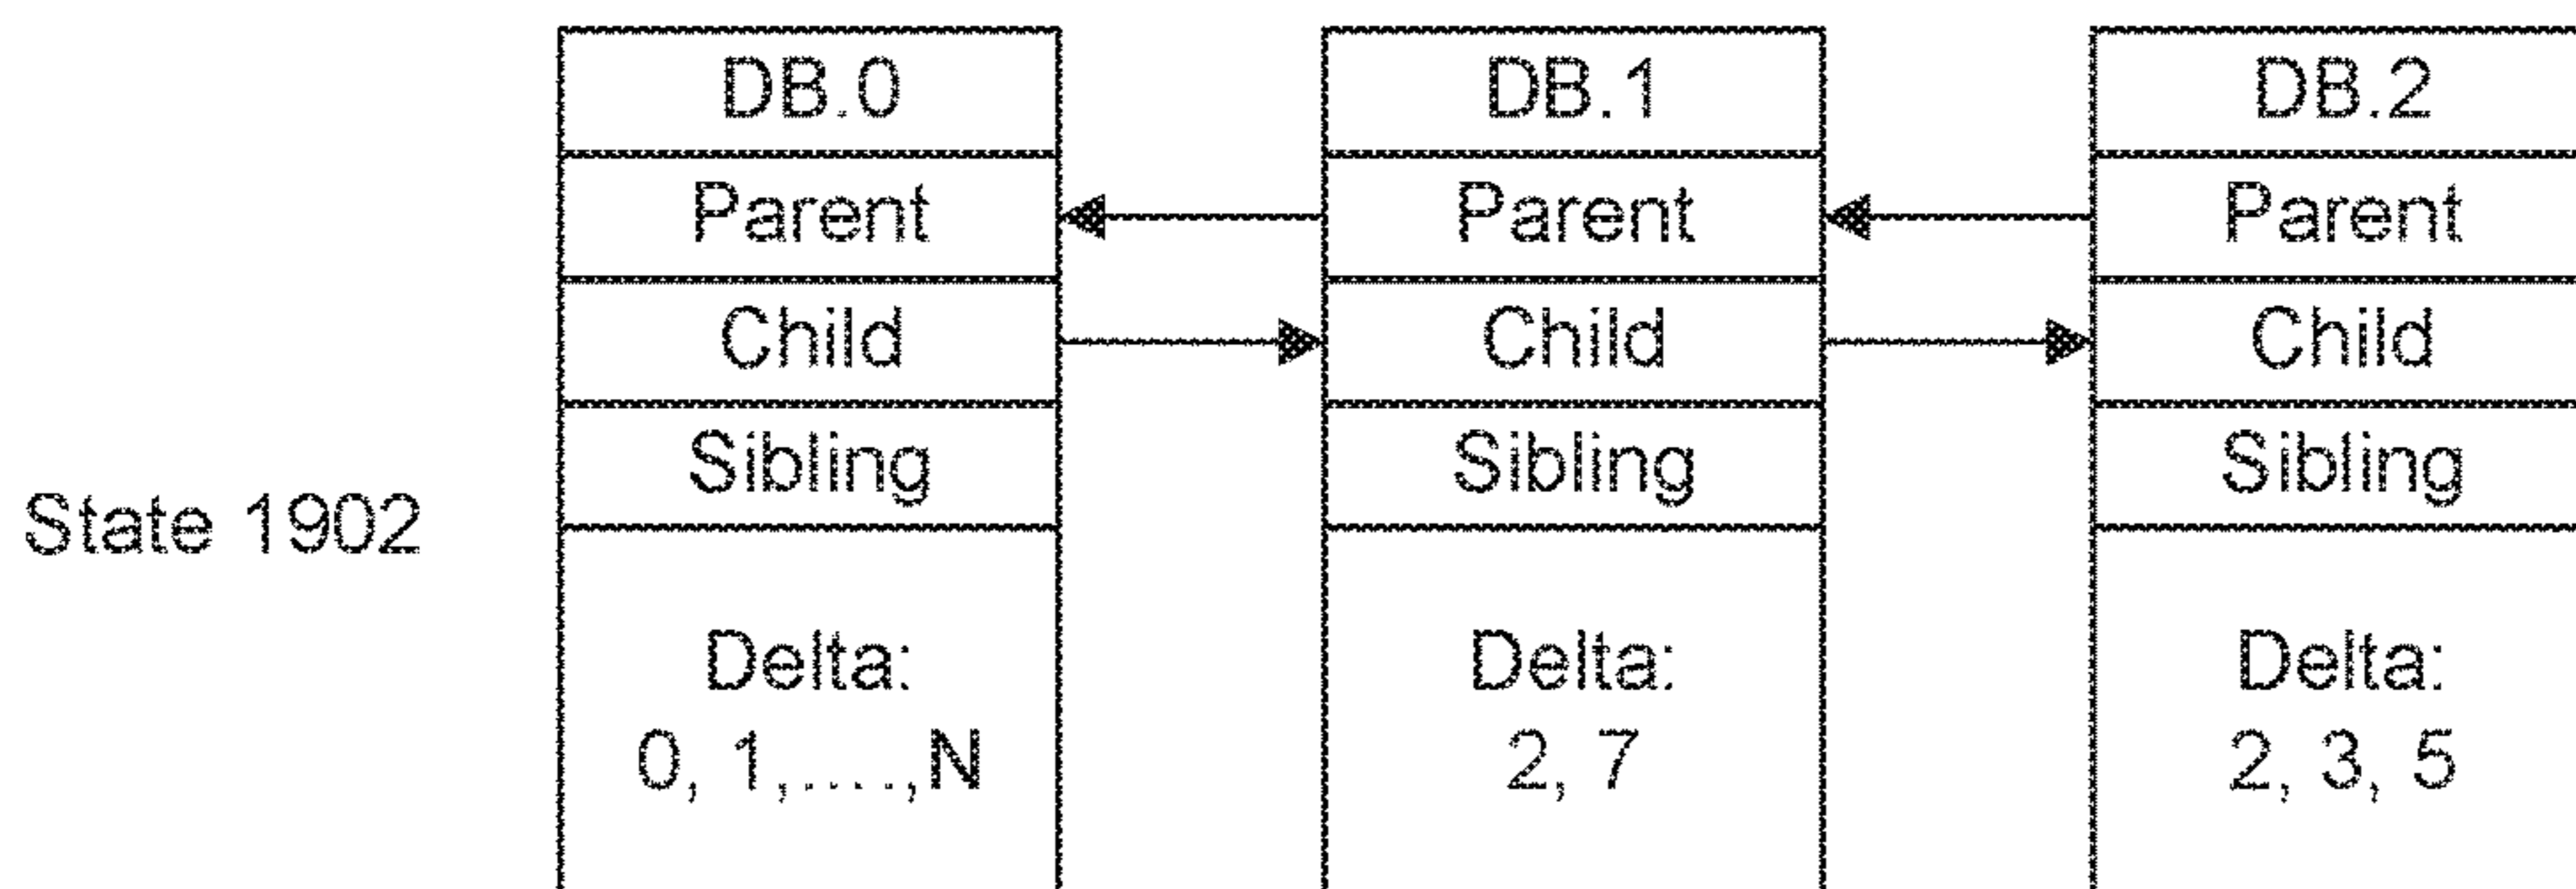 DB.0
Parent
Child
Sibling
Delta:
0, 1,....,N
DB.1
Parent
Child
Sibling
Delta:
2, 7
DB.2
Parent
Child
Sibling
Delta:
2, 3, 5
State 1902